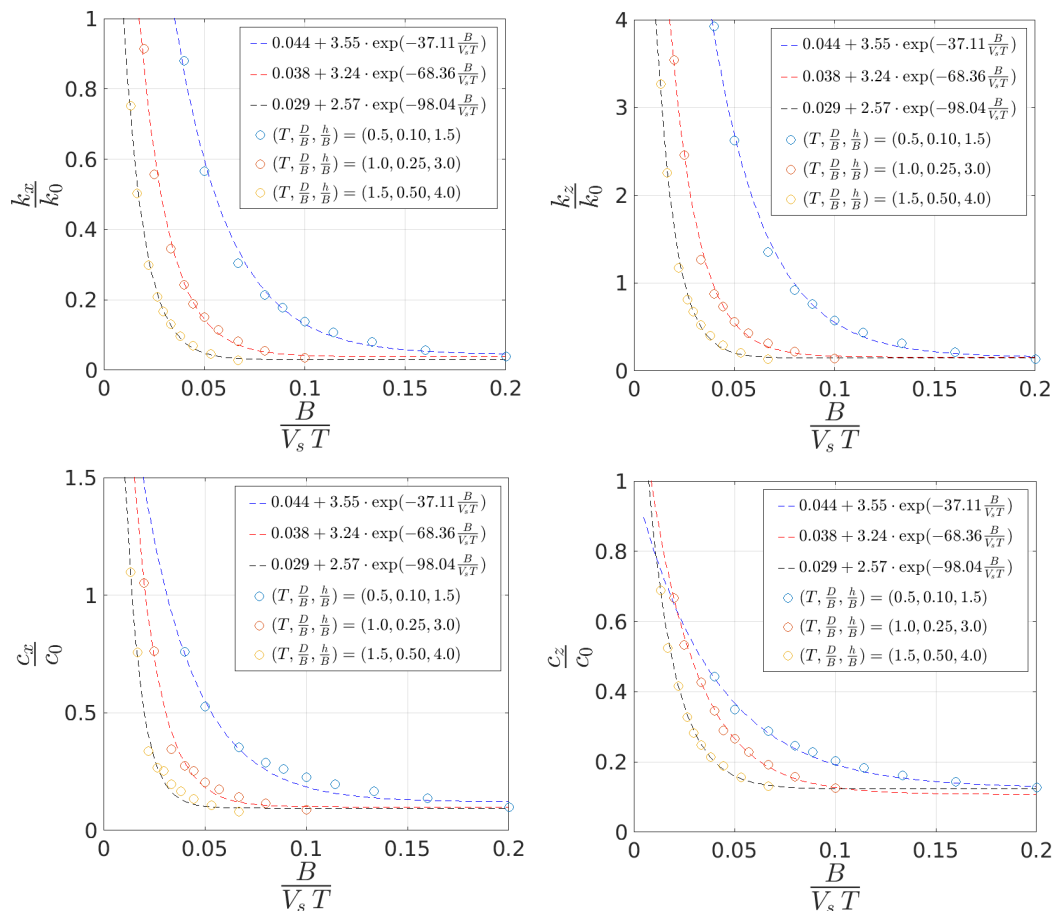 1
0.8
0.6
0.4
0.2
0
0
0.05
0.1
0.15
0.2
k_x/k_0
B/(V_s T)
0.044 + 3.55 · exp(−37.11 B/(V_s T))
0.038 + 3.24 · exp(−68.36 B/(V_s T))
0.029 + 2.57 · exp(−98.04 B/(V_s T))
(T, D/B, h/B) = (0.5, 0.10, 1.5)
(T, D/B, h/B) = (1.0, 0.25, 3.0)
(T, D/B, h/B) = (1.5, 0.50, 4.0)
4
3
2
1
0
0
0.05
0.1
0.15
0.2
k_z/k_0
B/(V_s T)
0.044 + 3.55 · exp(−37.11 B/(V_s T))
0.038 + 3.24 · exp(−68.36 B/(V_s T))
0.029 + 2.57 · exp(−98.04 B/(V_s T))
(T, D/B, h/B) = (0.5, 0.10, 1.5)
(T, D/B, h/B) = (1.0, 0.25, 3.0)
(T, D/B, h/B) = (1.5, 0.50, 4.0)
1.5
1
0.5
0
0
0.05
0.1
0.15
0.2
c_x/c_0
B/(V_s T)
0.044 + 3.55 · exp(−37.11 B/(V_s T))
0.038 + 3.24 · exp(−68.36 B/(V_s T))
0.029 + 2.57 · exp(−98.04 B/(V_s T))
(T, D/B, h/B) = (0.5, 0.10, 1.5)
(T, D/B, h/B) = (1.0, 0.25, 3.0)
(T, D/B, h/B) = (1.5, 0.50, 4.0)
1
0.8
0.6
0.4
0.2
0
0
0.05
0.1
0.15
0.2
c_z/c_0
B/(V_s T)
0.044 + 3.55 · exp(−37.11 B/(V_s T))
0.038 + 3.24 · exp(−68.36 B/(V_s T))
0.029 + 2.57 · exp(−98.04 B/(V_s T))
(T, D/B, h/B) = (0.5, 0.10, 1.5)
(T, D/B, h/B) = (1.0, 0.25, 3.0)
(T, D/B, h/B) = (1.5, 0.50, 4.0)